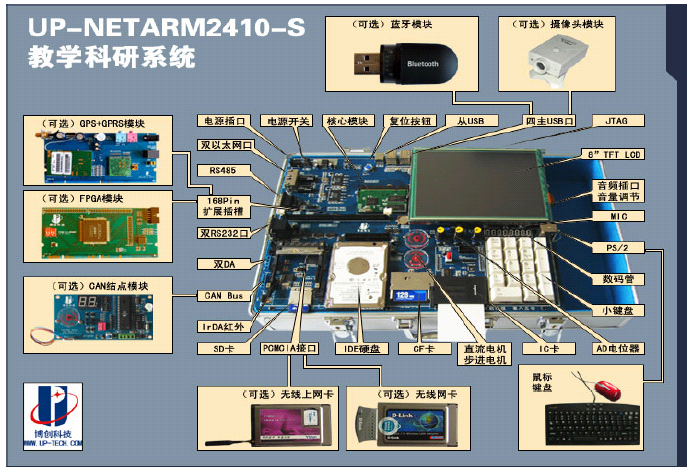 UP-NETARM2410-S
教学科研系统
（可选）蓝牙模块
Bluetooth
（可选）摄像头模块
（可选）GPS+GPRS模块
（可选）FPGA模块
（可选）CAN结点模块
电源插口
电源开关
核心模块
复位按钮
从USB
四主USB口
JTAG
双以太网口
RS485
168Pin
扩展插槽
双RS232口
双DA
CAN Bus
IrDA红外
SD卡
PCMCIA接口
IDE硬盘
CF卡
直流电机
步进电机
IC卡
AD电位器
8" TFT LCD
音频插口
音量调节
MIC
PS/2
数码管
小键盘
128
（可选）无线上网卡
（可选）无线网卡
D-Link
鼠标
键盘
UP
博创科技
WWW.UP-TECH.COM